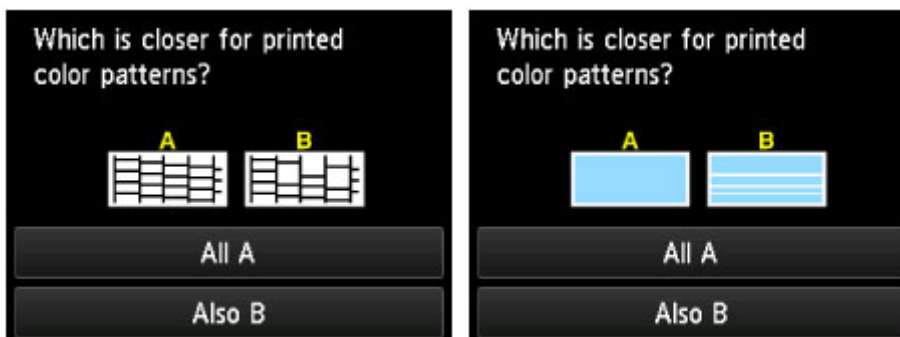 Which is closer for printed
color patterns?
A B
All A
Also B
Which is closer for printed
color patterns?
A B
All A
Also B